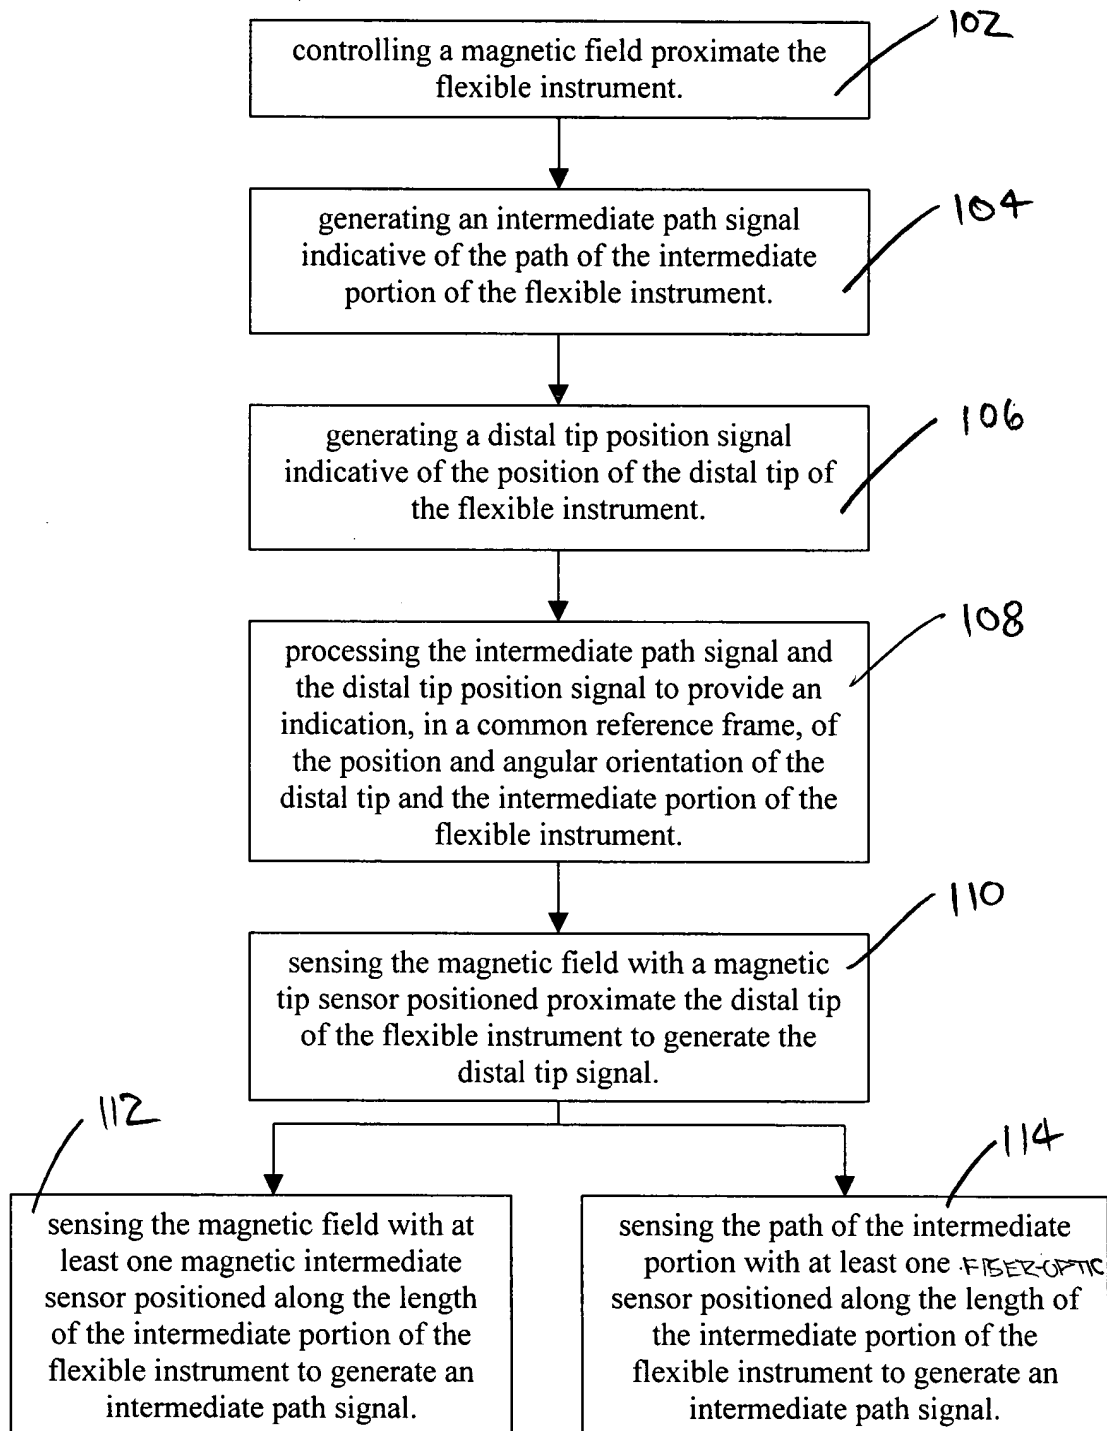 102
controlling a magnetic field proximate the
flexible instrument.
104
generating an intermediate path signal
indicative of the path of the intermediate
portion of the flexible instrument.
106
generating a distal tip position signal
indicative of the position of the distal tip of
the flexible instrument.
108
processing the intermediate path signal and
the distal tip position signal to provide an
indication, in a common reference frame, of
the position and angular orientation of the
distal tip and the intermediate portion of the
flexible instrument.
110
sensing the magnetic field with a magnetic
tip sensor positioned proximate the distal tip
of the flexible instrument to generate the
distal tip signal.
112
sensing the magnetic field with at
least one magnetic intermediate
sensor positioned along the length
of the intermediate portion of the
flexible instrument to generate an
intermediate path signal.
114
sensing the path of the intermediate
portion with at least one FIBER-OPTIC
sensor positioned along the length of
the intermediate portion of the
flexible instrument to generate an
intermediate path signal.